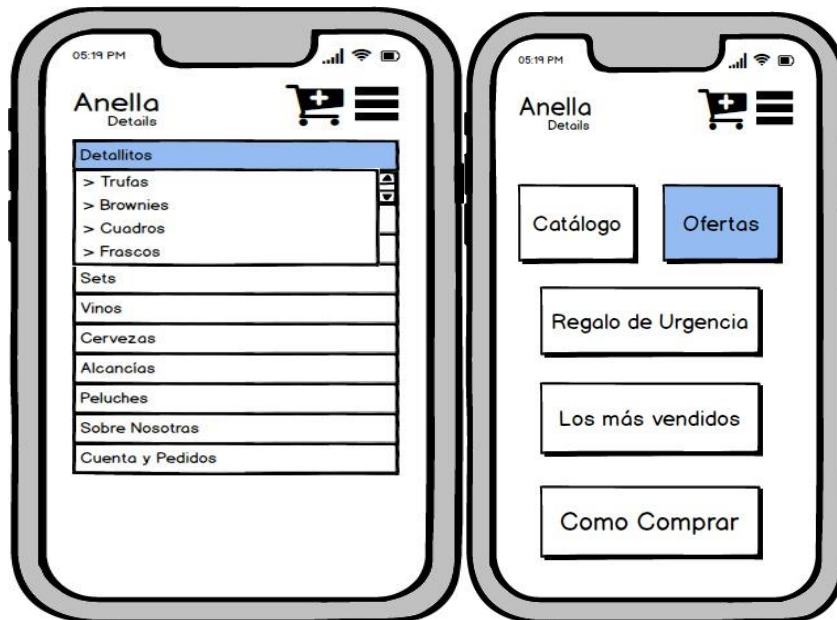 05:19 PM
Anella
Details
Detallitos
> Trufas
> Brownies
> Cuadros
> Frascos
Sets
Vinos
Cervezas
Alcancías
Peluches
Sobre Nosotras
Cuenta y Pedidos
05:19 PM
Anella
Details
Catálogo
Ofertas
Regalo de Urgencia
Los más vendidos
Como Comprar